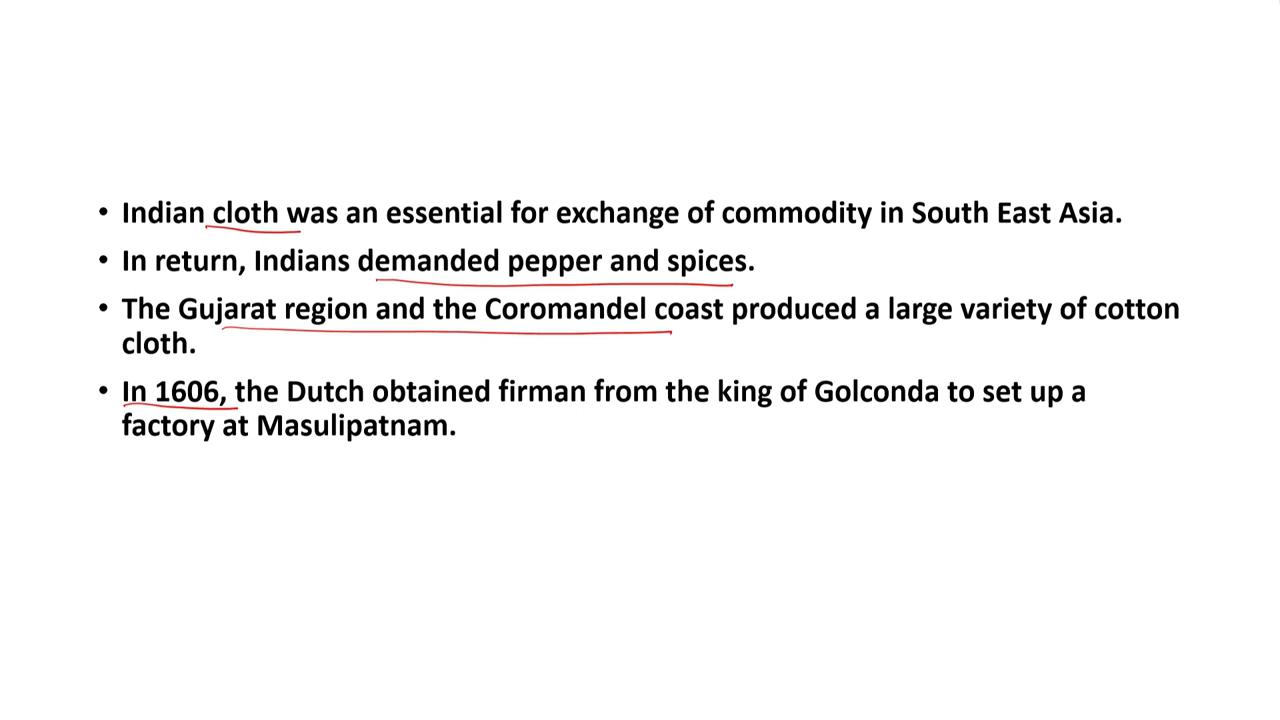 • Indian cloth was an essential for exchange of commodity in South East Asia.
• In return, Indians demanded pepper and spices.
• The Gujarat region and the Coromandel coast produced a large variety of cotton
cloth.
• In 1606, the Dutch obtained firman from the king of Golconda to set up a
factory at Masulipatnam.